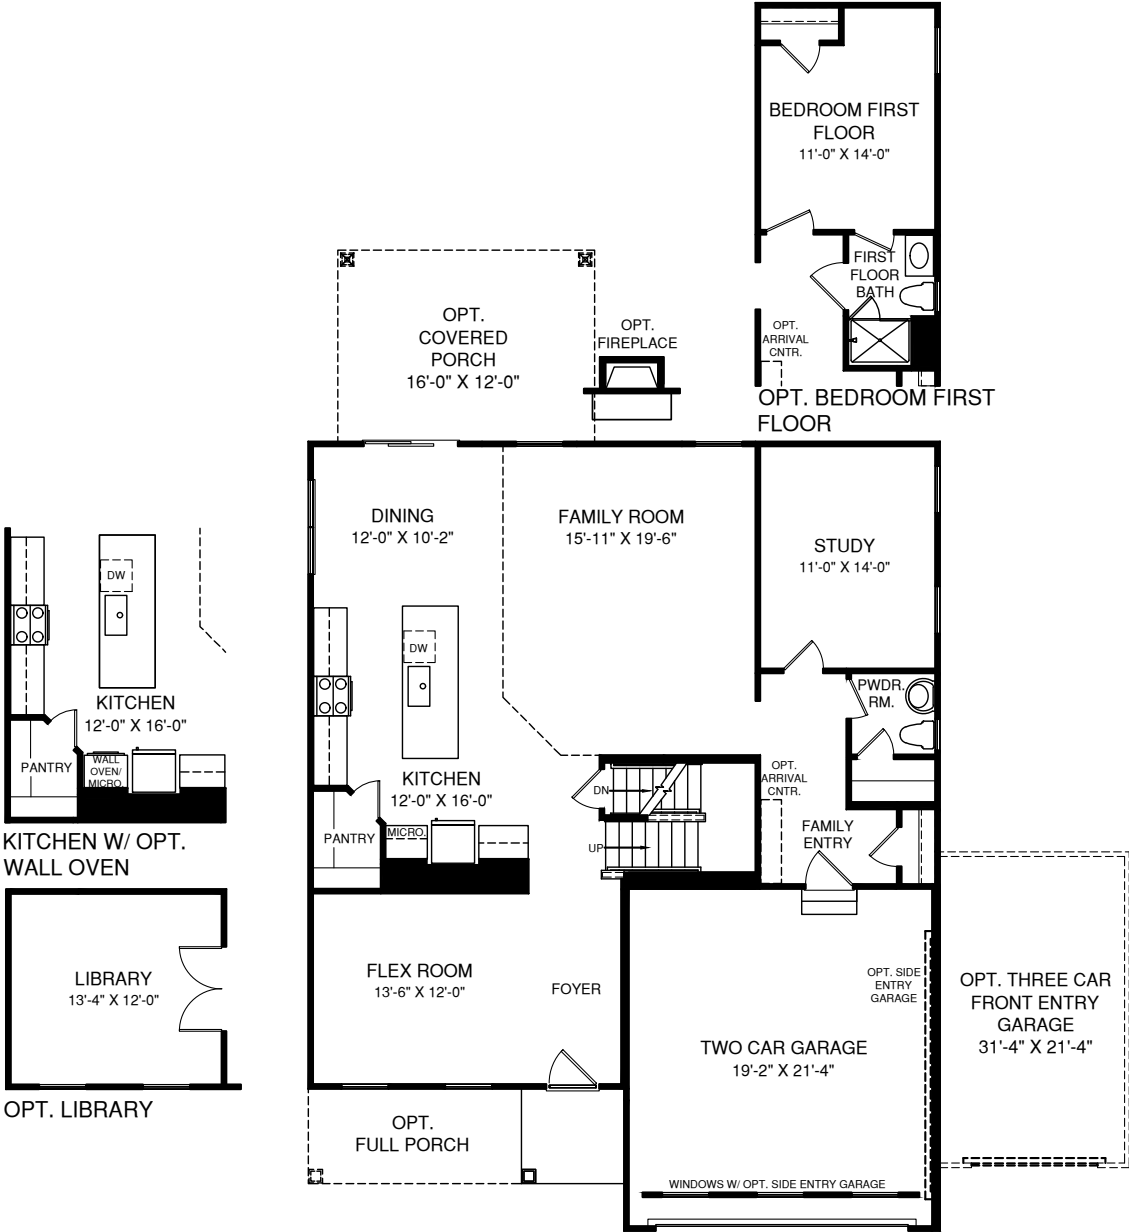 BEDROOM FIRST
FLOOR
11'-0" X 14'-0"
FIRST
FLOOR
BATH
OPT.
ARRIVAL
CNTR.
OPT. BEDROOM FIRST
FLOOR
OPT.
COVERED
PORCH
16'-0" X 12'-0"
OPT.
FIREPLACE
DINING
12'-0" X 10'-2"
FAMILY ROOM
15'-11" X 19'-6"
STUDY
11'-0" X 14'-0"
DW
KITCHEN
12'-0" X 16'-0"
PANTRY
WALL
OVEN/
MICRO.
KITCHEN W/ OPT.
WALL OVEN
DW
KITCHEN
12'-0" X 16'-0"
PANTRY
MICRO.
DN
UP
PWDR.
RM.
OPT.
ARRIVAL
CNTR.
FAMILY
ENTRY
LIBRARY
13'-4" X 12'-0"
OPT. LIBRARY
FLEX ROOM
13'-6" X 12'-0"
FOYER
OPT. SIDE
ENTRY
GARAGE
TWO CAR GARAGE
19'-2" X 21'-4"
OPT. THREE CAR
FRONT ENTRY
GARAGE
31'-4" X 21'-4"
OPT.
FULL PORCH
WINDOWS W/ OPT. SIDE ENTRY GARAGE